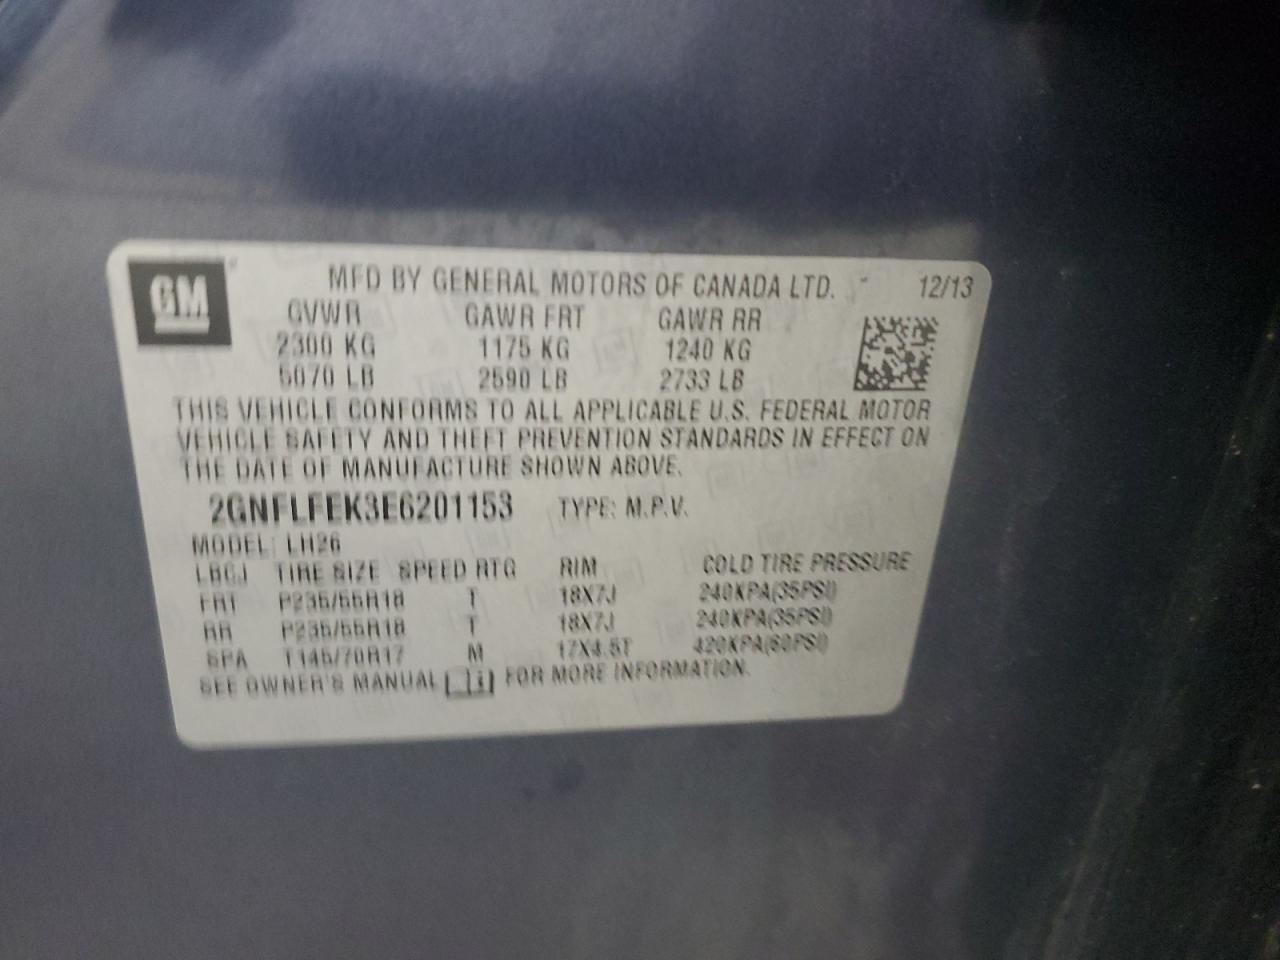 GM
MFD BY GENERAL MOTORS OF CANADA LTD. 12/13
GVWR GAWR FRT GAWR RR
2300 KG 1175 KG 1240 KG
5070 LB 2590 LB 2733 LB
THIS VEHICLE CONFORMS TO ALL APPLICABLE U.S. FEDERAL MOTOR
VEHICLE SAFETY AND THEFT PREVENTION STANDARDS IN EFFECT ON
THE DATE OF MANUFACTURE SHOWN ABOVE.
2GNFLFEK3E6201153 TYPE: M.P.V.
MODEL: LH26
TIRE SIZE SPEED RTG RIM COLD TIRE PRESSURE
FRT P235/55R18 T 18X7J 240KPA(35PSI)
RR P235/55R18 T 18X7J 240KPA(35PSI)
SPA T145/70R17 M 17X4.5T 420KPA(60PSI)
SEE OWNER'S MANUAL FOR MORE INFORMATION.